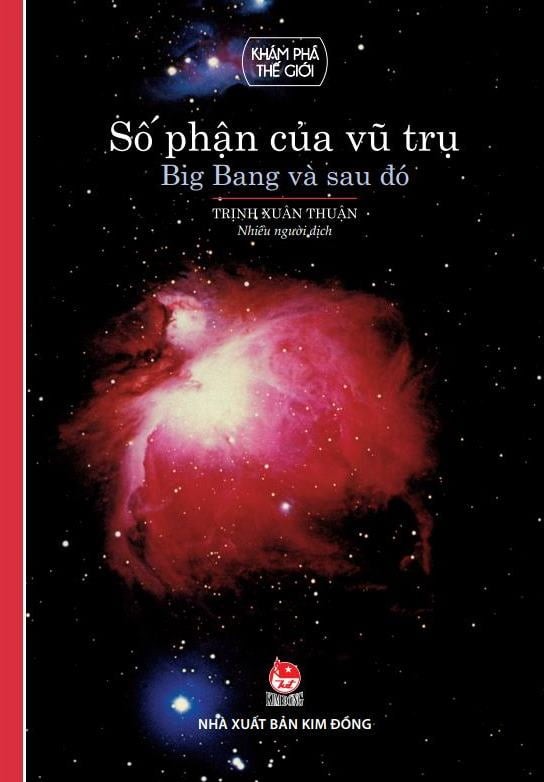 KHÁM PHÁ
THẾ GIỚI
Số phận của vũ trụ
Big Bang và sau đó
TRỊNH XUÂN THUẬN
Nhiều người dịch
KIM ĐỒNG
NHÀ XUẤT BẢN KIM ĐỒNG